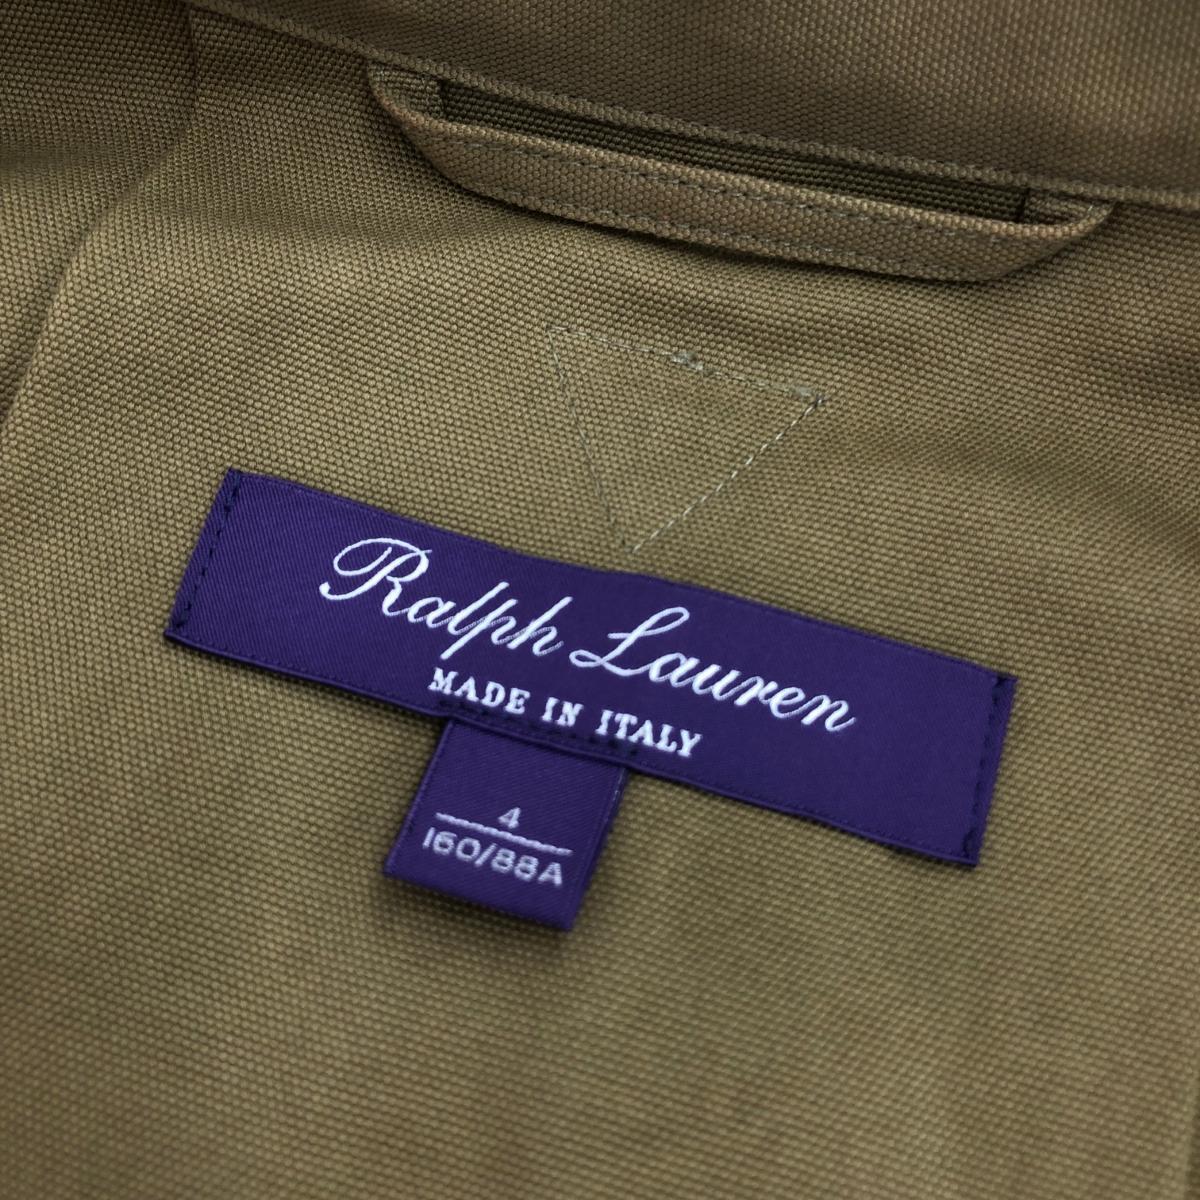 Ralph Lauren
MADE IN ITALY
4
160/88A